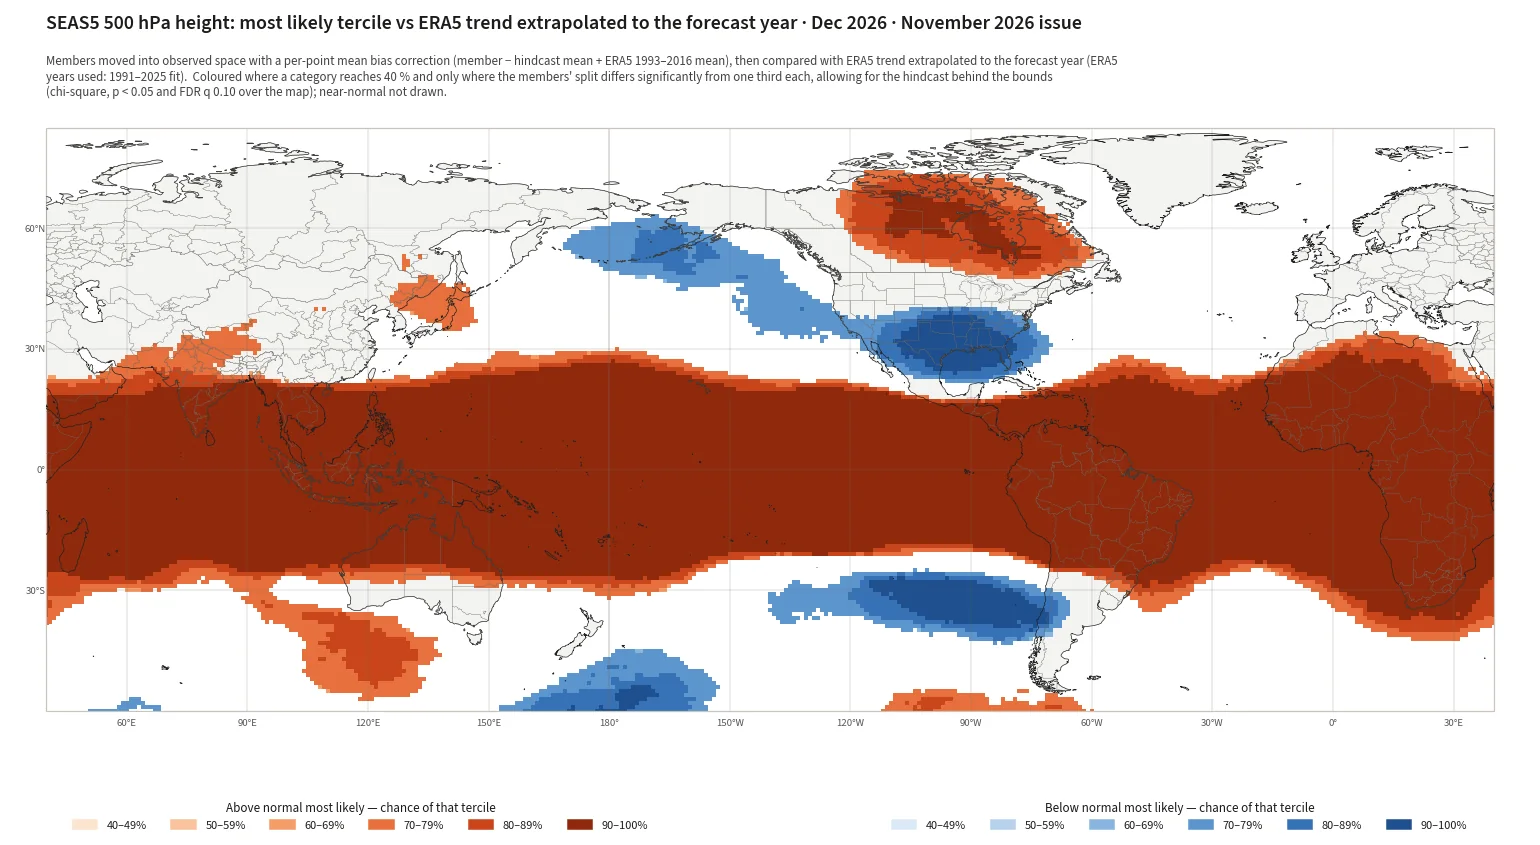 SEAS5 500 hPa height: most likely tercile vs ERA5 trend extrapolated to the forecast year · Dec 2026 · November 2026 issue
Members moved into observed space with a per-point mean bias correction (member − hindcast mean + ERA5 1993–2016 mean), then compared with ERA5 trend extrapolated to the forecast year (ERA5
years used: 1991–2025 fit). Coloured where a category reaches 40 % and only where the members' split differs significantly from one third each, allowing for the hindcast behind the bounds
(chi-square, p < 0.05 and FDR q 0.10 over the map); near-normal not drawn.
60°N
30°N
0°
30°S
60°E 90°E 120°E 150°E 180° 150°W 120°W 90°W 60°W 30°W 0° 30°E
Above normal most likely — chance of that tercile
40–49% 50–59% 60–69% 70–79% 80–89% 90–100%
Below normal most likely — chance of that tercile
40–49% 50–59% 60–69% 70–79% 80–89% 90–100%